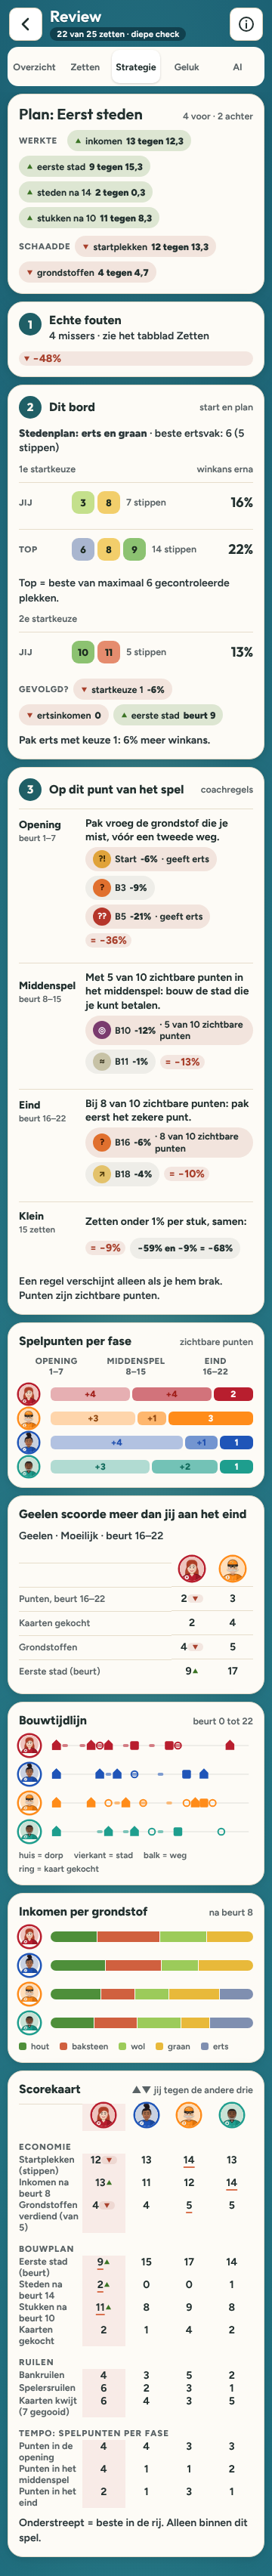 Review
22 van 25 zetten · diepe check
Overzicht Zetten Strategie Geluk AI
Plan: Eerst steden 4 voor · 2 achter
WERKTE ▲ inkomen 13 tegen 12,3
▲ eerste stad 9 tegen 15,3
▲ steden na 14 2 tegen 0,3
▲ stukken na 10 11 tegen 8,3
SCHAADDE ▼ startplekken 12 tegen 13,3
▼ grondstoffen 4 tegen 4,7
1 Echte fouten
4 missers · zie het tabblad Zetten
▼ −48%
2 Dit bord start en plan
Stedenplan: erts en graan · beste ertsvak: 6 (5
stippen)
1e startkeuze winkans erna
JIJ 3 8 7 stippen 16%
TOP 6 8 9 14 stippen 22%
Top = beste van maximaal 6 gecontroleerde
plekken.
2e startkeuze
JIJ 10 11 5 stippen 13%
GEVOLGD? ▼ startkeuze 1 -6%
▼ ertsinkomen 0 ▲ eerste stad beurt 9
Pak erts met keuze 1: 6% meer winkans.
3 Op dit punt van het spel coachregels
Opening
beurt 1–7
Pak vroeg de grondstof die je
mist, vóór een tweede weg.
?! Start -6% · geeft erts
? B3 -9%
?? B5 -21% · geeft erts
= −36%
Middenspel
beurt 8–15
Met 5 van 10 zichtbare punten in
het middenspel: bouw de stad die
je kunt betalen.
B10 -12% · 5 van 10 zichtbare
punten
≈ B11 -1% = −13%
Eind
beurt 16–22
Bij 8 van 10 zichtbare punten: pak
eerst het zekere punt.
? B16 -6% · 8 van 10 zichtbare
punten
B18 -4% = −10%
Klein
15 zetten
Zetten onder 1% per stuk, samen:
= −9% −59% en −9% = −68%
Een regel verschijnt alleen als je hem brak.
Punten zijn zichtbare punten.
Spelpunten per fase zichtbare punten
OPENING MIDDENSPEL EIND
1–7 8–15 16–22
+4 +4 2
+3 +1 3
+4 +1 1
+3 +2 1
Geelen scoorde meer dan jij aan het eind
Geelen · Moeilijk · beurt 16–22
Punten, beurt 16–22 2 ▼ 3
Kaarten gekocht 2 4
Grondstoffen 4 ▼ 5
Eerste stad (beurt) 9▲ 17
Bouwtijdlijn beurt 0 tot 22
huis = dorp vierkant = stad balk = weg
ring = kaart gekocht
Inkomen per grondstof na beurt 8
hout baksteen wol graan erts
Scorekaart ▲▼ jij tegen de andere drie
ECONOMIE
Startplekken
(stippen)
12 ▼ 13 14 13
Inkomen na
beurt 8
13▲ 11 12 14
Grondstoffen
verdiend (van
5)
4 ▼ 4 5 5
BOUWPLAN
Eerste stad
(beurt)
9▲ 15 17 14
Steden na
beurt 14
2▲ 0 0 1
Stukken na
beurt 10
11▲ 8 9 8
Kaarten
gekocht
2 1 4 2
RUILEN
Bankruilen 4 3 5 2
Spelersruilen 6 2 3 1
Kaarten kwijt
(7 gegooid)
6 4 3 5
TEMPO: SPELPUNTEN PER FASE
Punten in de
opening
4 4 3 3
Punten in het
middenspel
4 1 1 2
Punten in het
eind
2 1 3 1
Onderstreept = beste in de rij. Alleen binnen dit
spel.